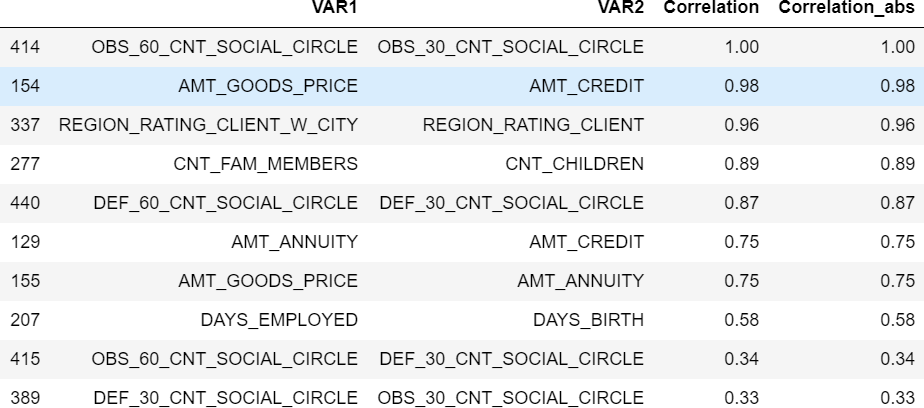 VAR1 VAR2 Correlation Correlation_abs
414 OBS_60_CNT_SOCIAL_CIRCLE OBS_30_CNT_SOCIAL_CIRCLE 1.00 1.00
154 AMT_GOODS_PRICE AMT_CREDIT 0.98 0.98
337 REGION_RATING_CLIENT_W_CITY REGION_RATING_CLIENT 0.96 0.96
277 CNT_FAM_MEMBERS CNT_CHILDREN 0.89 0.89
440 DEF_60_CNT_SOCIAL_CIRCLE DEF_30_CNT_SOCIAL_CIRCLE 0.87 0.87
129 AMT_ANNUITY AMT_CREDIT 0.75 0.75
155 AMT_GOODS_PRICE AMT_ANNUITY 0.75 0.75
207 DAYS_EMPLOYED DAYS_BIRTH 0.58 0.58
415 OBS_60_CNT_SOCIAL_CIRCLE DEF_30_CNT_SOCIAL_CIRCLE 0.34 0.34
389 DEF_30_CNT_SOCIAL_CIRCLE OBS_30_CNT_SOCIAL_CIRCLE 0.33 0.33